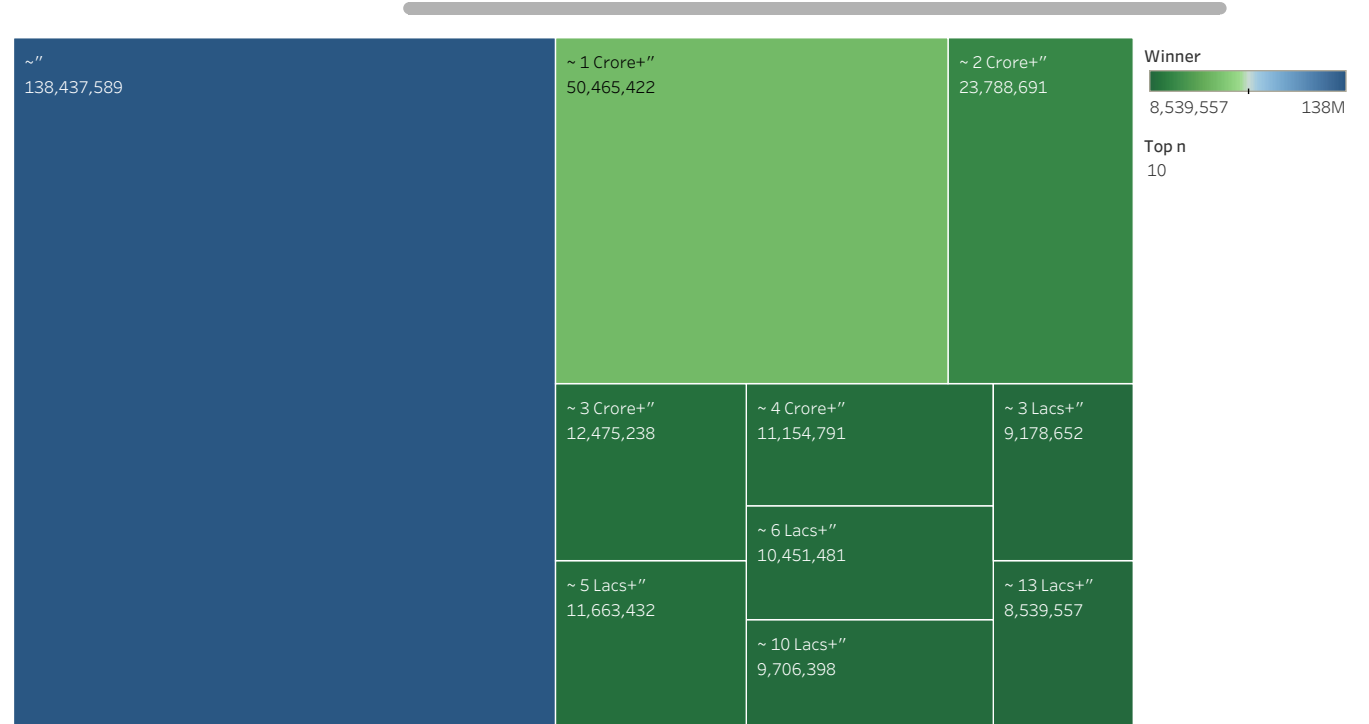 ~″
138,437,589
~ 1 Crore+″
50,465,422
~ 2 Crore+″
23,788,691
~ 3 Crore+″
12,475,238
~ 4 Crore+″
11,154,791
~ 3 Lacs+″
9,178,652
~ 6 Lacs+″
10,451,481
~ 5 Lacs+″
11,663,432
~ 13 Lacs+″
8,539,557
~ 10 Lacs+″
9,706,398
Winner
8,539,557 138M
Top n
10